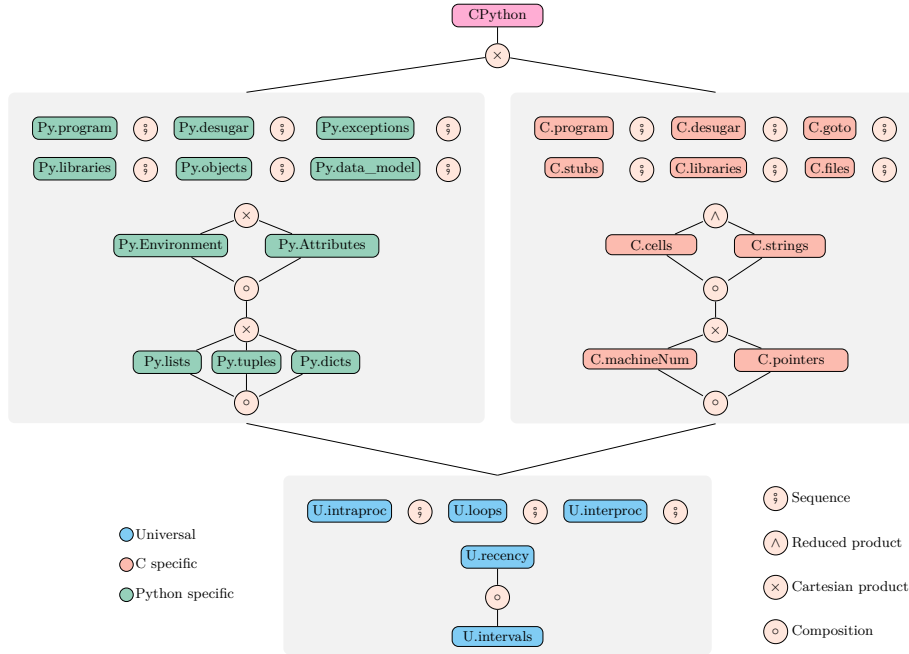 CPython
×
Py.program ; Py.desugar ; Py.exceptions ;
Py.libraries ; Py.objects ; Py.data_model ;
×
Py.Environment Py.Attributes
∘
×
Py.lists Py.tuples Py.dicts
∘
C.program ; C.desugar ; C.goto ;
C.stubs ; C.libraries ; C.files ;
∧
C.cells C.strings
∘
×
C.machineNum C.pointers
∘
U.intraproc ; U.loops ; U.interproc ;
U.recency
∘
U.intervals
Universal
C specific
Python specific
; Sequence
∧ Reduced product
× Cartesian product
∘ Composition